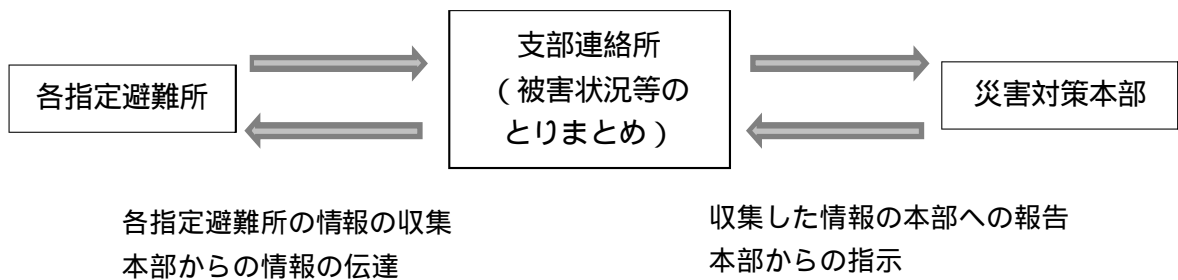 各指定避難所
支部連絡所
（被害状況等の
とりまとめ）
災害対策本部
各指定避難所の情報の収集
本部からの情報の伝達
収集した情報の本部への報告
本部からの指示